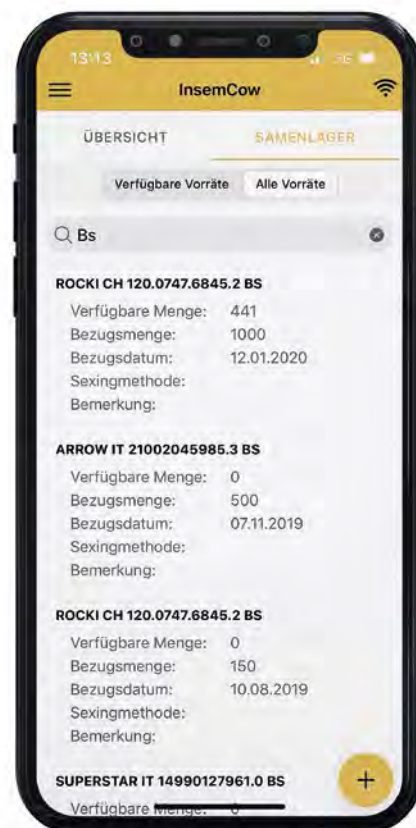 13:13
InsemCow
ÜBERSICHT SAMENLAGER
Verfügbare Vorräte Alle Vorräte
Bs
ROCKI CH 120.0747.6845.2 BS
Verfügbare Menge: 441
Bezugsmenge: 1000
Bezugsdatum: 12.01.2020
Sexingmethode:
Bemerkung:
ARROW IT 21002045985.3 BS
Verfügbare Menge: 0
Bezugsmenge: 500
Bezugsdatum: 07.11.2019
Sexingmethode:
Bemerkung:
ROCKI CH 120.0747.6845.2 BS
Verfügbare Menge: 0
Bezugsmenge: 150
Bezugsdatum: 10.08.2019
Sexingmethode:
Bemerkung:
SUPERSTAR IT 14990127961.0 BS
Verfügbare Menge: 0